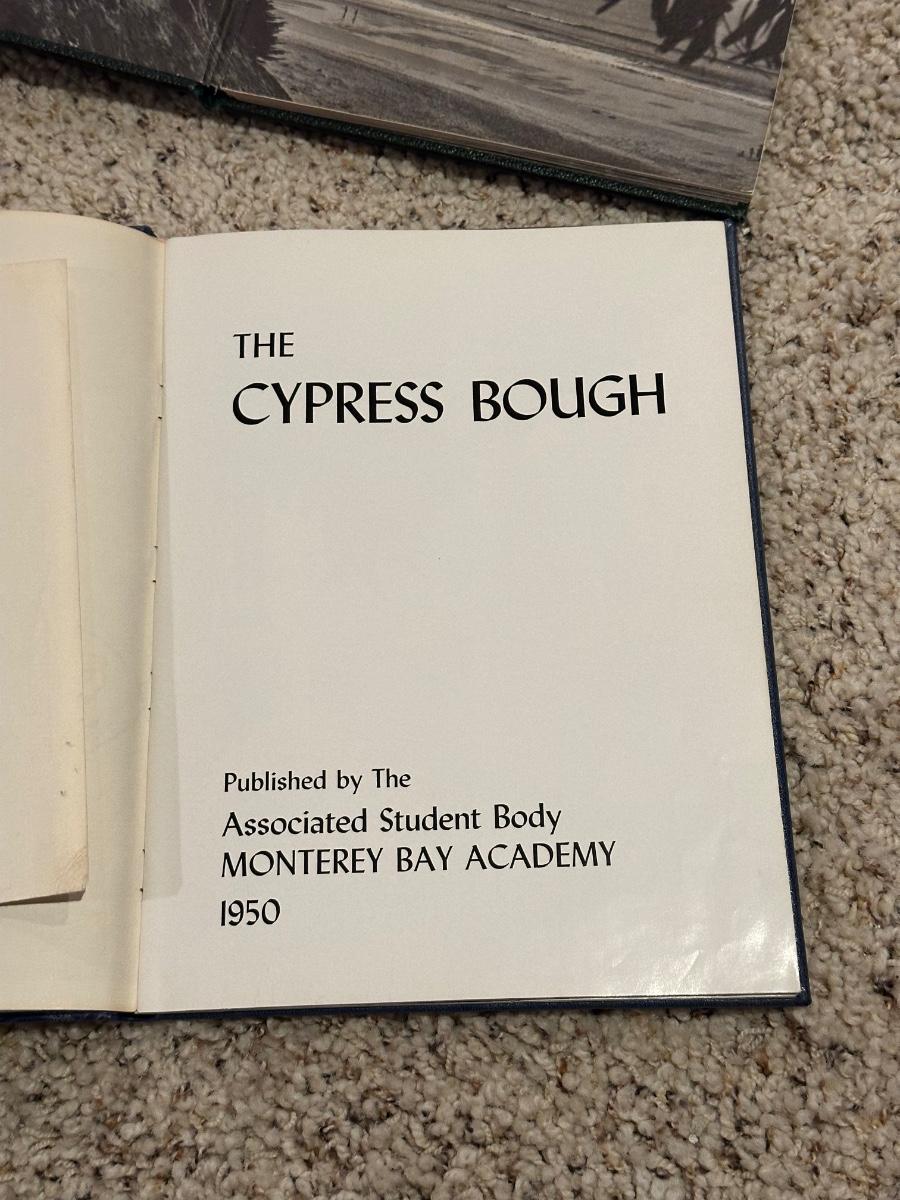 THE
CYPRESS BOUGH
Published by The
Associated Student Body
MONTEREY BAY ACADEMY
1950